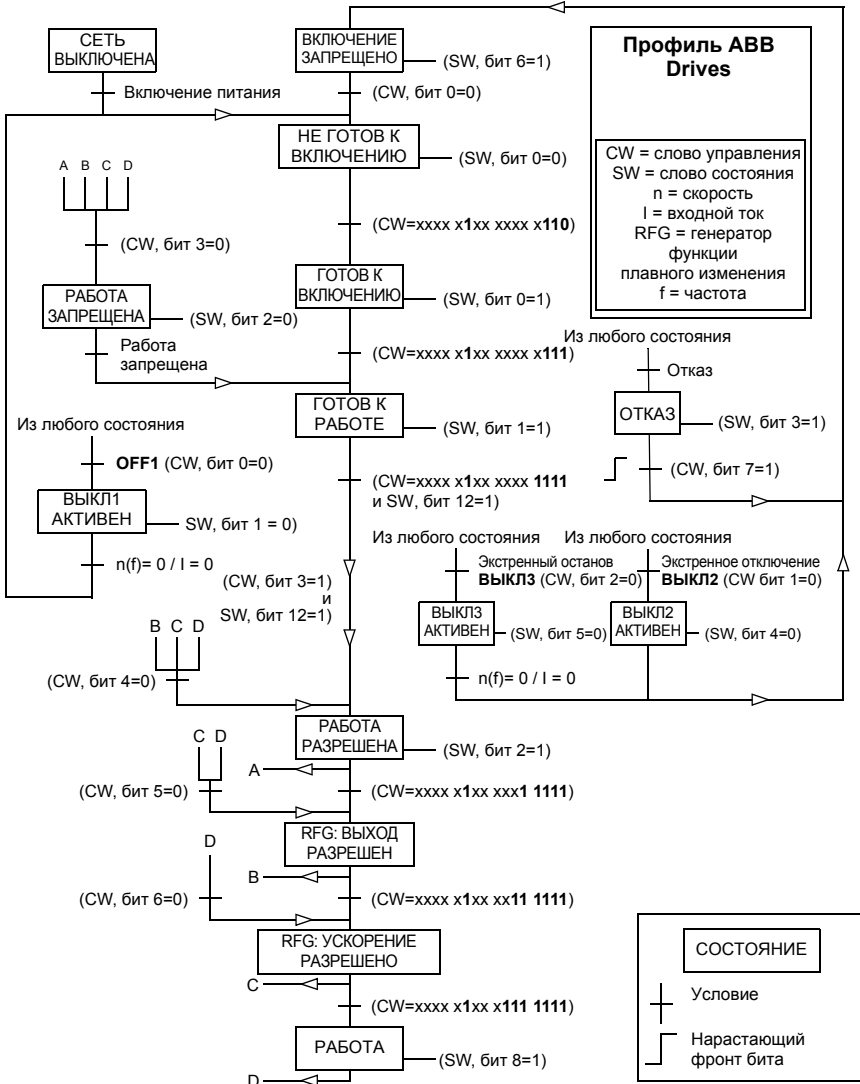 СЕТЬ
ВЫКЛЮЧЕНА
Включение питания
ВКЛЮЧЕНИЕ
ЗАПРЕЩЕНО
(SW, бит 6=1)
(CW, бит 0=0)
НЕ ГОТОВ К
ВКЛЮЧЕНИЮ
(SW, бит 0=0)
Профиль ABB
Drives
CW = слово управления
SW = слово состояния
n = скорость
I = входной ток
RFG = генератор
функции
плавного изменения
f = частота
A B C D
(CW, бит 3=0)
(CW=xxxx x1xx xxxx x110)
РАБОТА
ЗАПРЕЩЕНА
(SW, бит 2=0)
Работа
запрещена
ГОТОВ К
ВКЛЮЧЕНИЮ
(SW, бит 0=1)
(CW=xxxx x1xx xxxx x111)
Из любого состояния
Отказ
ОТКАЗ
(SW, бит 3=1)
(CW, бит 7=1)
ГОТОВ К
РАБОТЕ
(SW, бит 1=1)
(CW=xxxx x1xx xxxx 1111
и SW, бит 12=1)
Из любого состояния
OFF1 (CW, бит 0=0)
ВЫКЛ1
АКТИВЕН
SW, бит 1 = 0)
n(f)= 0 / I = 0
(CW, бит 3=1)
и
SW, бит 12=1)
Из любого состояния
Экстренный останов
ВЫКЛ3 (CW, бит 2=0)
ВЫКЛ3
АКТИВЕН
(SW, бит 5=0)
n(f)= 0 / I = 0
Из любого состояния
Экстренное отключение
ВЫКЛ2 (CW бит 1=0)
ВЫКЛ2
АКТИВЕН
(SW, бит 4=0)
B C D
(CW, бит 4=0)
РАБОТА
РАЗРЕШЕНА
(SW, бит 2=1)
A
(CW=xxxx x1xx xxx1 1111)
C D
(CW, бит 5=0)
RFG: ВЫХОД
РАЗРЕШЕН
B
(CW=xxxx x1xx xx11 1111)
D
(CW, бит 6=0)
RFG: УСКОРЕНИЕ
РАЗРЕШЕНО
C
(CW=xxxx x1xx x111 1111)
РАБОТА
(SW, бит 8=1)
D
СОСТОЯНИЕ
Условие
Нарастающий
фронт бита